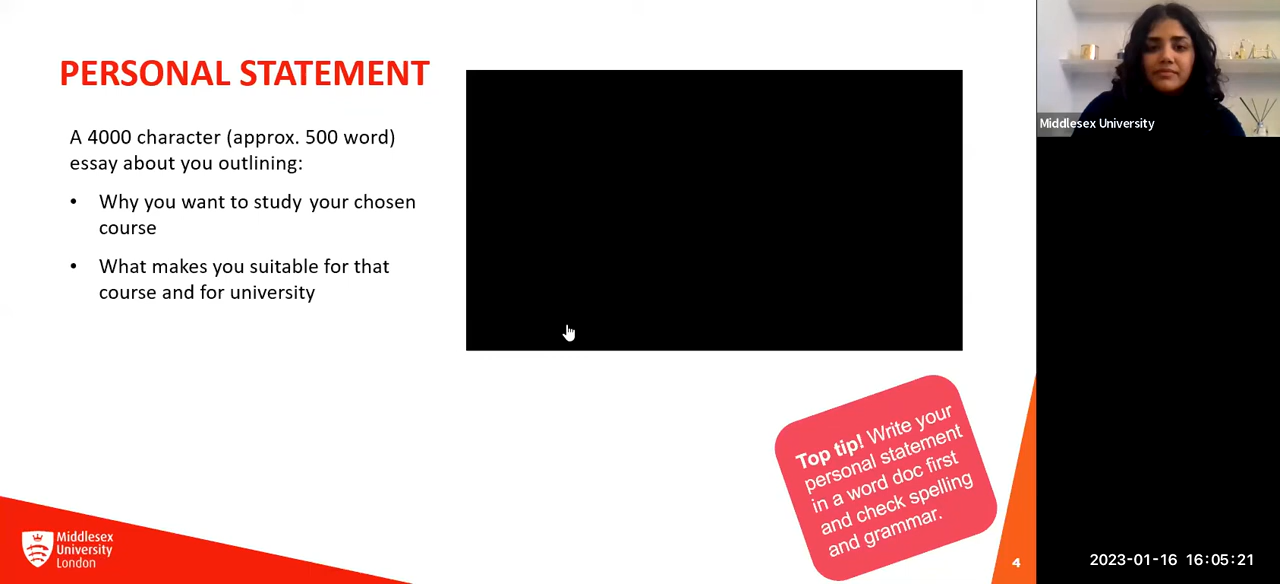 PERSONAL STATEMENT
A 4000 character (approx. 500 word)
essay about you outlining:
• Why you want to study your chosen
course
• What makes you suitable for that
course and for university
Top tip! Write your
personal statement
in a word doc first
and check spelling
and grammar.
Middlesex
University
London
4
Middlesex University
2023-01-16 16:05:21